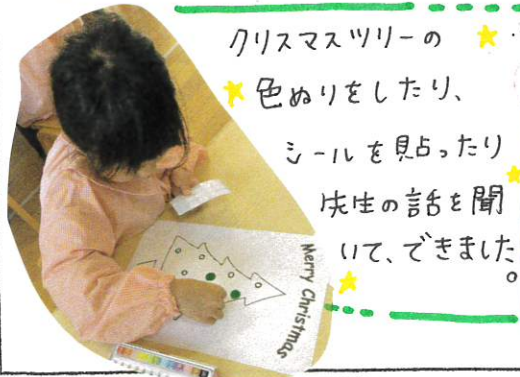 クリスマスツリーの
色ぬりをしたり、
シールを貼ったり
先生の話を聞
いて、できました。
Merry Christmas